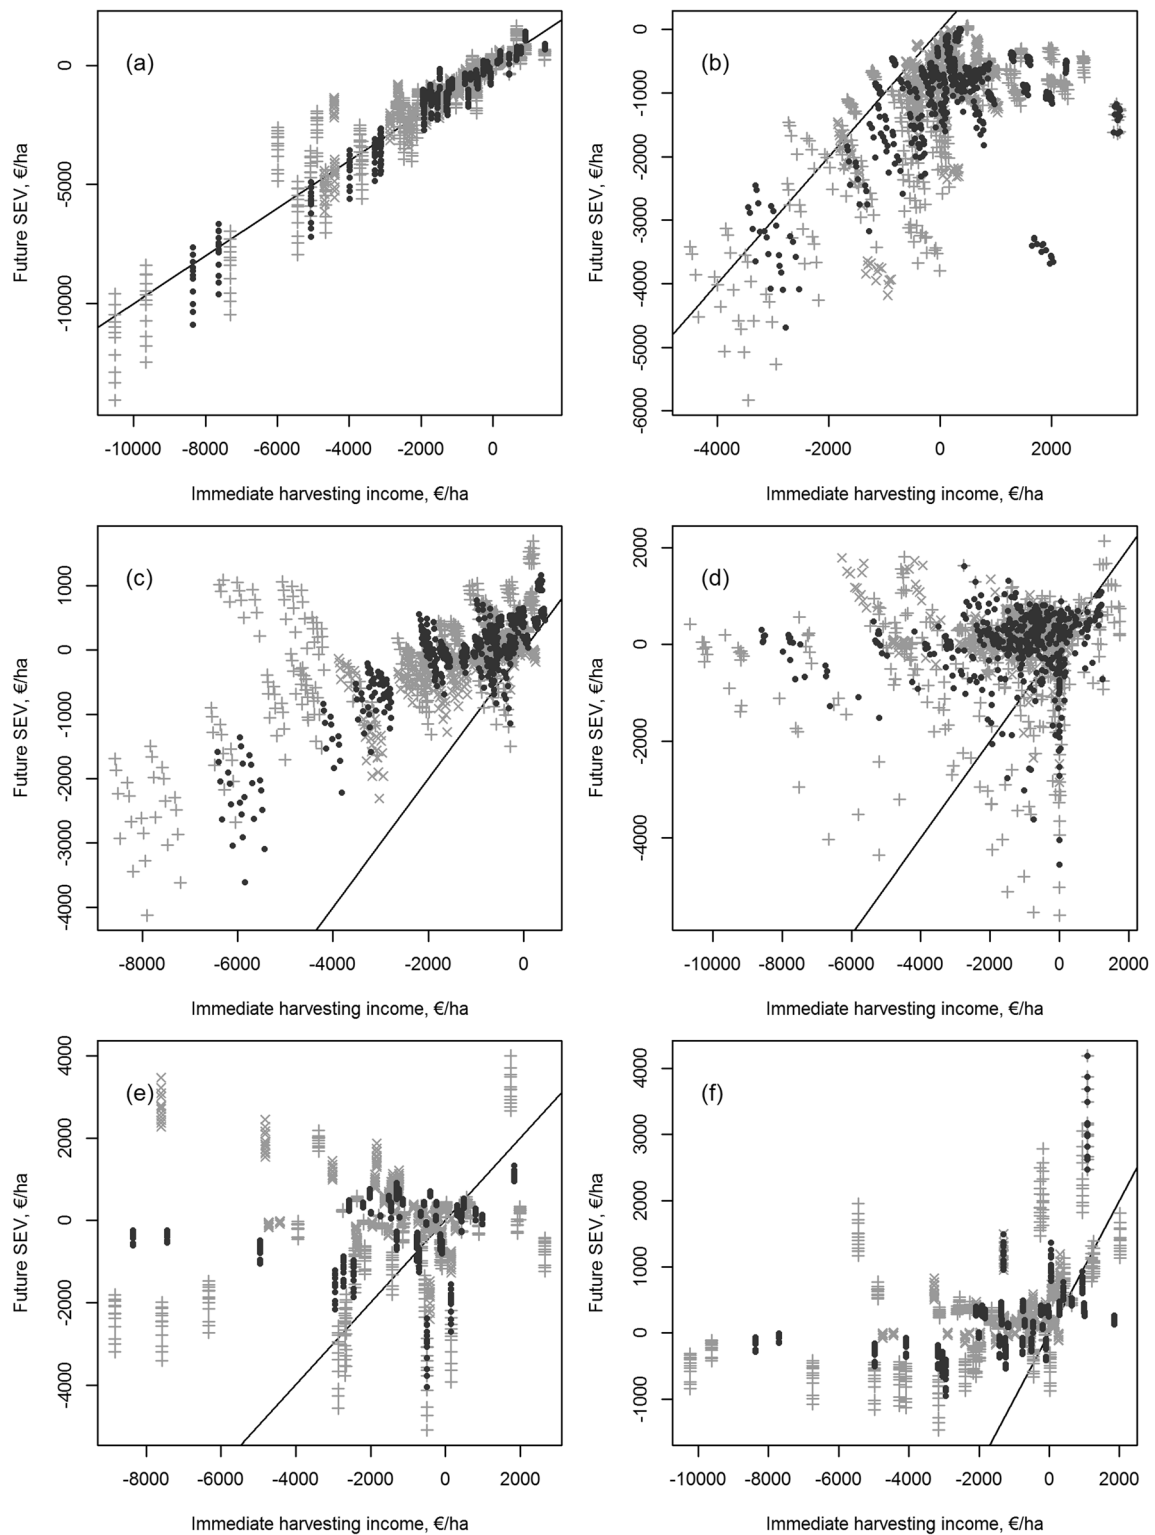 (a)
Future SEV, €/ha
0
-5000
-10000
-10000 -8000 -6000 -4000 -2000 0
Immediate harvesting income, €/ha
(b)
Future SEV, €/ha
0
-1000
-2000
-3000
-4000
-5000
-6000
-4000 -2000 0 2000
Immediate harvesting income, €/ha
(c)
Future SEV, €/ha
1000
0
-1000
-2000
-3000
-4000
-8000 -6000 -4000 -2000 0
Immediate harvesting income, €/ha
(d)
Future SEV, €/ha
2000
0
-2000
-4000
-10000 -8000 -6000 -4000 -2000 0 2000
Immediate harvesting income, €/ha
(e)
Future SEV, €/ha
4000
2000
0
-2000
-4000
-8000 -6000 -4000 -2000 0 2000
Immediate harvesting income, €/ha
(f)
Future SEV, €/ha
4000
3000
2000
1000
0
-1000
-10000 -8000 -6000 -4000 -2000 0 2000
Immediate harvesting income, €/ha